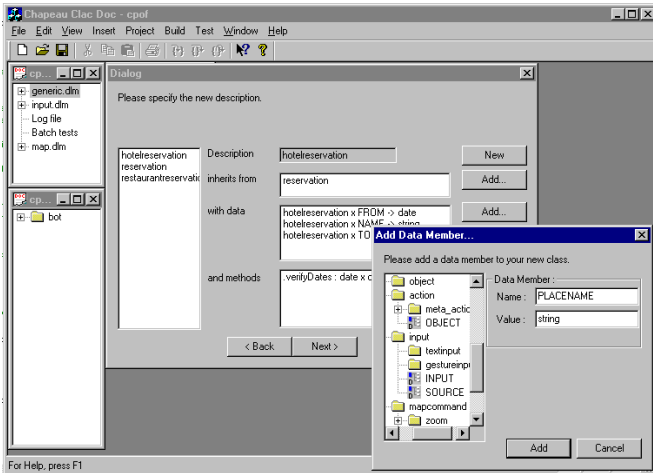 Chapeau Clac Doc - cpof
File Edit View Insert Project Build Test Window Help
cp...
generic.dlm
input.dlm
Log file
Batch tests
map.dlm
cp...
bot
Dialog
Please specify the new description.
hotelreservation
reservation
restaurantreservatic
Description
hotelreservation
New
inherits from
reservation
Add...
with data
hotelreservation x FROM -> date
hotelreservation x NAME -> string
hotelreservation x TO
Add...
and methods
.verifyDates : date x
< Back
Next >
Add Data Member...
Please add a data member to your new class.
object
action
meta_actic
OBJECT
input
textinput
gestureinpu
INPUT
SOURCE
mapcommand
zoom
Data Member :
Name :
PLACENAME
Value :
string
Add
Cancel
For Help, press F1